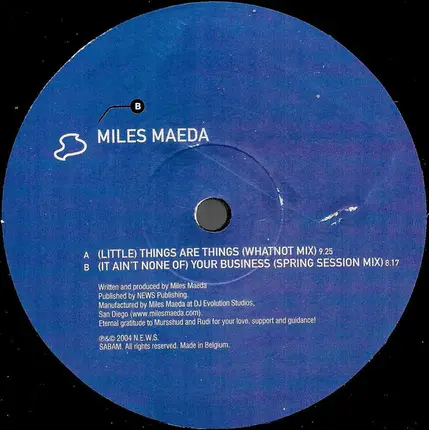 B
MILES MAEDA
A (LITTLE) THINGS ARE THINGS (WHATNOT MIX) 9.25
B (IT AIN'T NONE OF) YOUR BUSINESS (SPRING SESSION MIX) 8.17
Written and produced by Miles Maeda
Published by NEWS Publishing.
Manufactured by Miles Maeda at DJ Evolution Studios,
San Diego (www.milesmaeda.com).
Eternal gratitude to Mursshud and Rudi for your love, support and guidance!
℗&© 2004 N.E.W.S.
SABAM. All rights reserved. Made in Belgium.